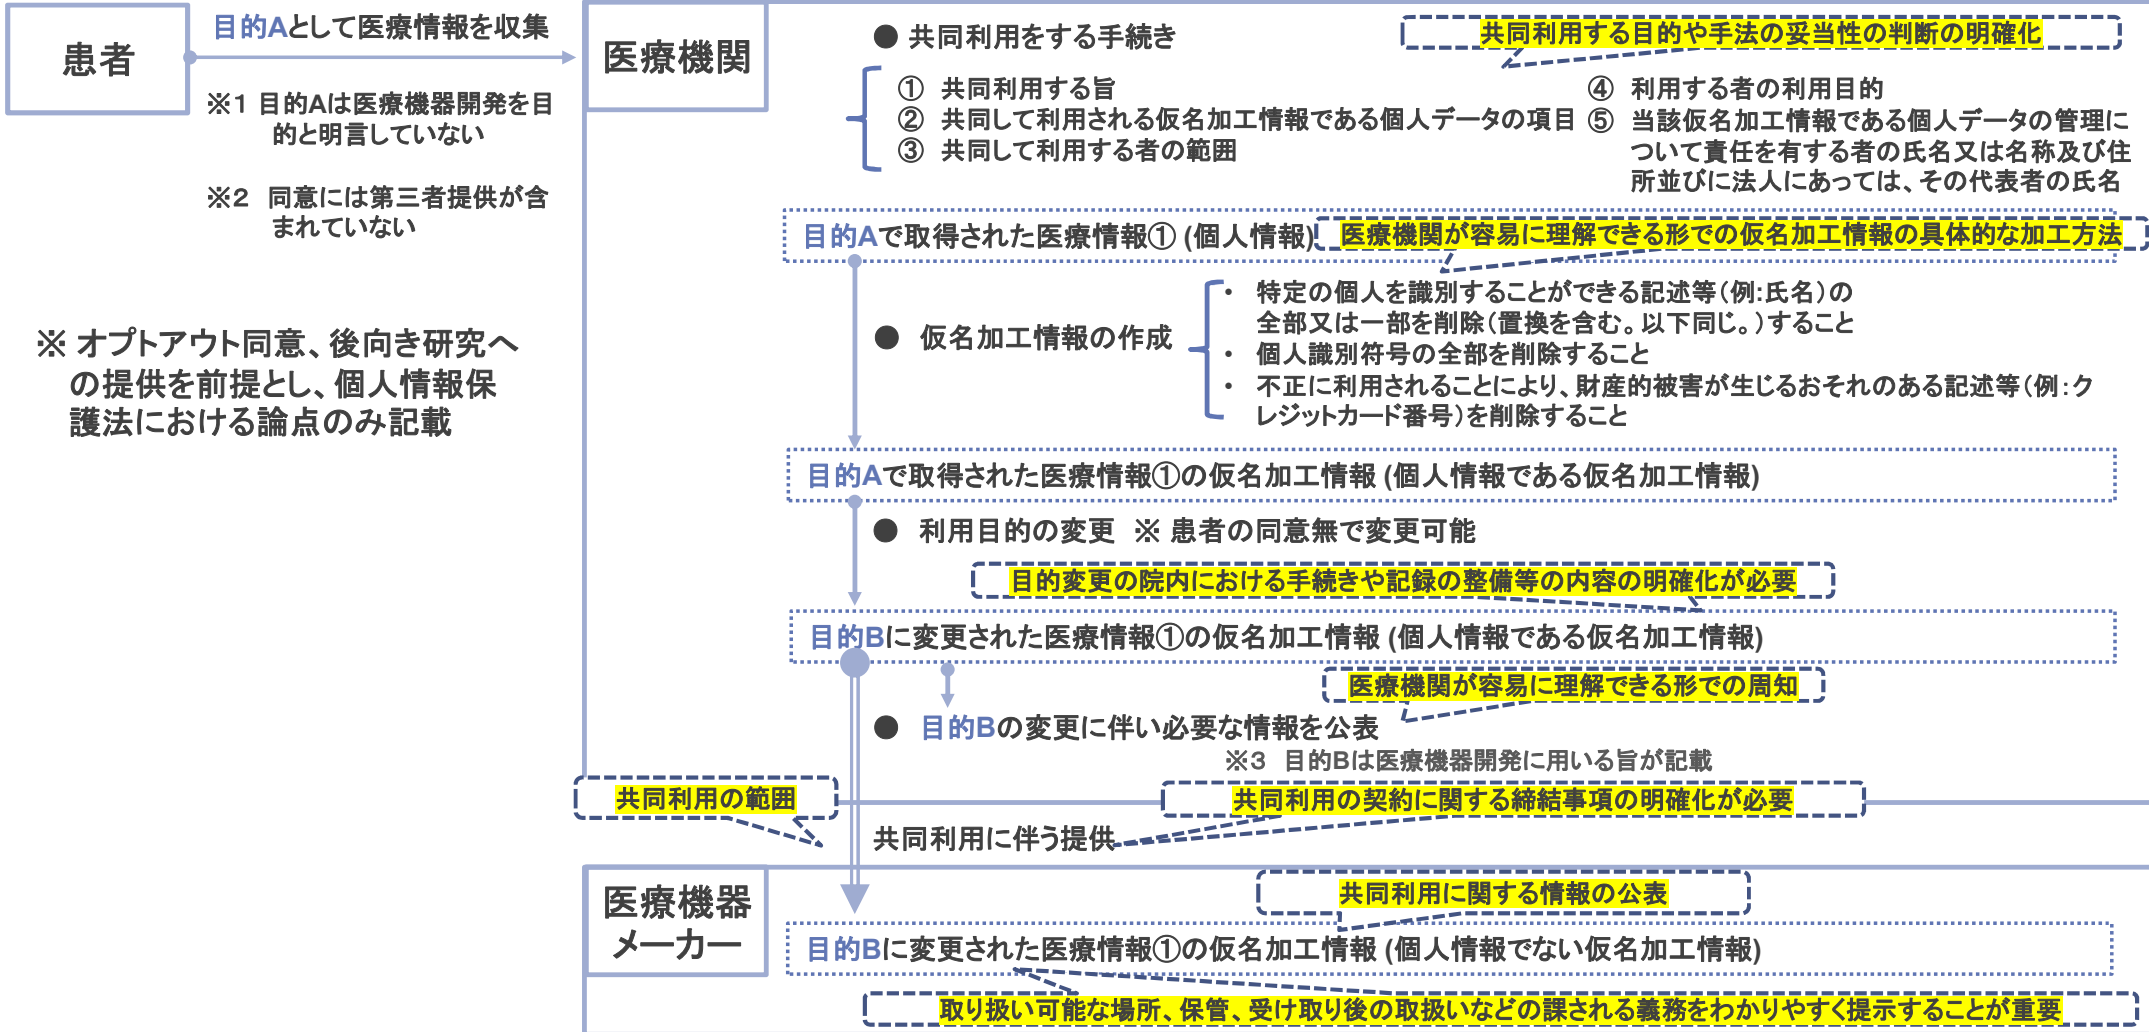 患者
目的Aとして医療情報を収集
※1 目的Aは医療機器開発を目
的と明言していない
※2 同意には第三者提供が含
まれていない
※ オプトアウト同意、後向き研究へ
の提供を前提とし、個人情報保
護法における論点のみ記載
医療機関
● 共同利用をする手続き
共同利用する目的や手法の妥当性の判断の明確化
① 共同利用する旨
② 共同して利用される仮名加工情報である個人データの項目
③ 共同して利用する者の範囲
④ 利用する者の利用目的
⑤ 当該仮名加工情報である個人データの管理に
ついて責任を有する者の氏名又は名称及び住
所並びに法人にあっては、その代表者の氏名
目的Aで取得された医療情報① (個人情報)
医療機関が容易に理解できる形での仮名加工情報の具体的な加工方法
● 仮名加工情報の作成
• 特定の個人を識別することができる記述等(例:氏名)の
全部又は一部を削除(置換を含む。以下同じ。)すること
• 個人識別符号の全部を削除すること
• 不正に利用されることにより、財産的被害が生じるおそれのある記述等(例:ク
レジットカード番号)を削除すること
目的Aで取得された医療情報①の仮名加工情報 (個人情報である仮名加工情報)
● 利用目的の変更 ※ 患者の同意無で変更可能
目的変更の院内における手続きや記録の整備等の内容の明確化が必要
目的Bに変更された医療情報①の仮名加工情報 (個人情報である仮名加工情報)
医療機関が容易に理解できる形での周知
● 目的Bの変更に伴い必要な情報を公表
※3 目的Bは医療機器開発に用いる旨が記載
共同利用の範囲
共同利用の契約に関する締結事項の明確化が必要
共同利用に伴う提供
医療機器
メーカー
共同利用に関する情報の公表
目的Bに変更された医療情報①の仮名加工情報 (個人情報でない仮名加工情報)
取り扱い可能な場所、保管、受け取り後の取扱いなどの課される義務をわかりやすく提示することが重要